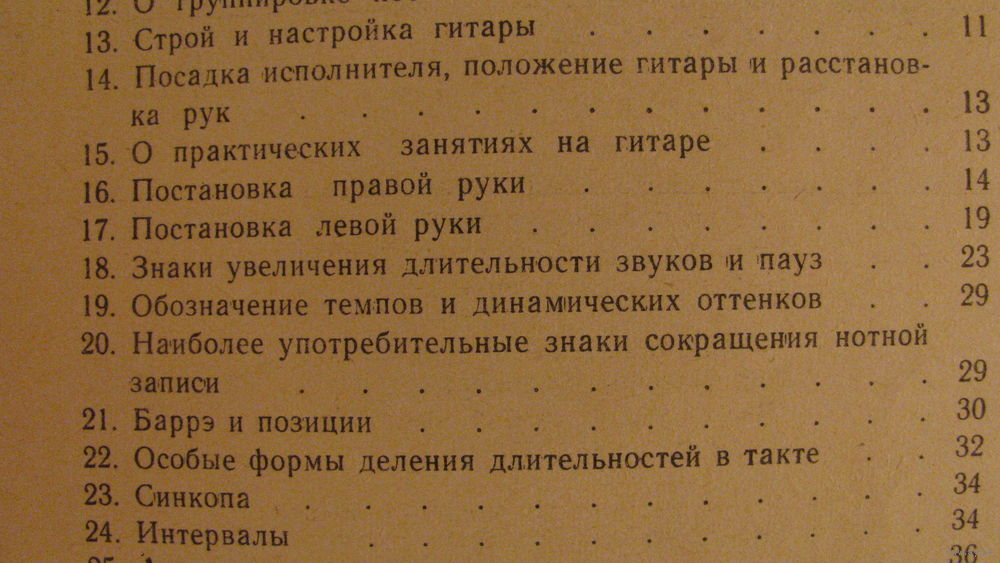 12. О группировке
13. Строй и настройка гитары . . . . . . . 11
14. Посадка исполнителя, положение гитары и расстанов-
ка рук . . . . . . . . . . . 13
15. О практических занятиях на гитаре . . . . 13
16. Постановка правой руки . . . . . . . 14
17. Постановка левой руки . . . . . . . . 19
18. Знаки увеличения длительности звуков и пауз . . 23
19. Обозначение темпов и динамических оттенков . . 29
20. Наиболее употребительные знаки сокращения нотной
записи . . . . . . . . . . . 29
21. Баррэ и позиции . . . . . . . . . . 30
22. Особые формы деления длительностей в такте . . 32
23. Синкопа . . . . . . . . . . . . 34
24. Интервалы . . . . . . . . . . . 34
36